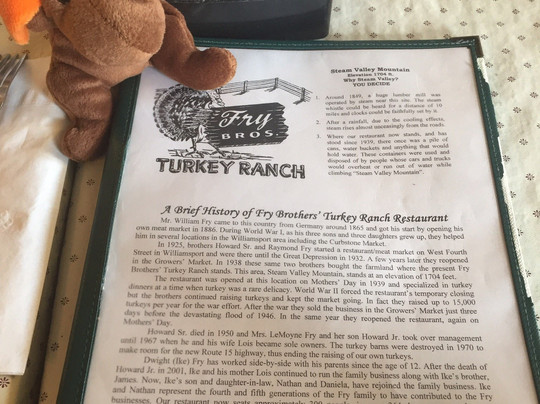 Steam Valley Mountain
Elevation 1704 ft.
Why Steam Valley?
YOU DECIDE
1. Around 1849, a huge lumber mill was
operated by steam near this site. The steam
whistle could be heard for a distance of 10
miles and clocks could be faithfully set by it.
2. After a rainfall, due to the cooling effects,
steam rises almost unceasingly from the roads.
3. Where our restaurant now stands, and has
stood since 1939, there once was a pile of
cans, water buckets and anything that would
hold water. These containers were used and
disposed of by people whose cars and trucks
would overheat or run out of water while
climbing "Steam Valley Mountain".
Fry
BROS.
TURKEY RANCH
A Brief History of Fry Brothers' Turkey Ranch Restaurant
Mr. William Fry came to this country from Germany around 1865 and got his start by opening his
own meat market in 1886. During World War I, as his three sons and three daughters grew up, they helped
him in several locations in the Williamsport area including the Curbstone Market.
In 1925, brothers Howard Sr. and Raymond Fry started a restaurant/meat market on West Fourth
Street in Williamsport and were there until the Great Depression in 1932. A few years later they reopened
in the Growers' Market. In 1938 these same two brothers bought the farmland where the present Fry
Brothers' Turkey Ranch stands. This area, Steam Valley Mountain, stands at an elevation of 1704 feet.
The restaurant was opened at this location on Mothers' Day in 1939 and specialized in turkey
dinners at a time when turkey was a rare delicacy. World War II forced the restaurant's temporary closing
but the brothers continued raising turkeys and kept the market going. In fact they raised up to 15,000
turkeys per year for the war effort. After the war they sold the business in the Growers' Market just three
days before the devastating flood of 1946. In the same year they reopened the restaurant, again on
Mothers' Day.
Howard Sr. died in 1950 and Mrs. LeMoyne Fry and her son Howard Jr. took over management
until 1967 when he and his wife Lois became sole owners. The turkey barns were destroyed in 1970 to
make room for the new Route 15 highway, thus ending the raising of our own turkeys.
Dwight (Ike) Fry has worked side-by-side with his parents since the age of 12. After the death of
Howard Jr. in 2001, Ike and his mother Lois continued to run the family business along with Ike's brother,
James. Now, Ike's son and daughter-in-law, Nathan and Daniela, have rejoined the family business. Ike
and Nathan represent the fourth and fifth generations of the Fry family to have contributed to the Fry
businesses. Our restaurant now seats approximately